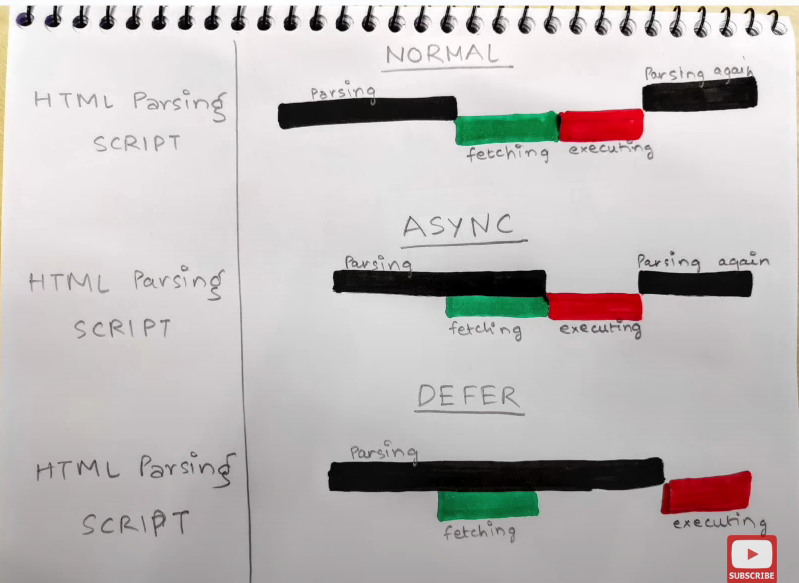 NORMAL
Parsing
Parsing again
HTML Parsing
SCRIPT
fetching
executing
ASYNC
Parsing
Parsing again
HTML Parsing
SCRIPT
fetching
executing
DEFER
Parsing
HTML Parsing
SCRIPT
fetching
executing
SUBSCRIBE